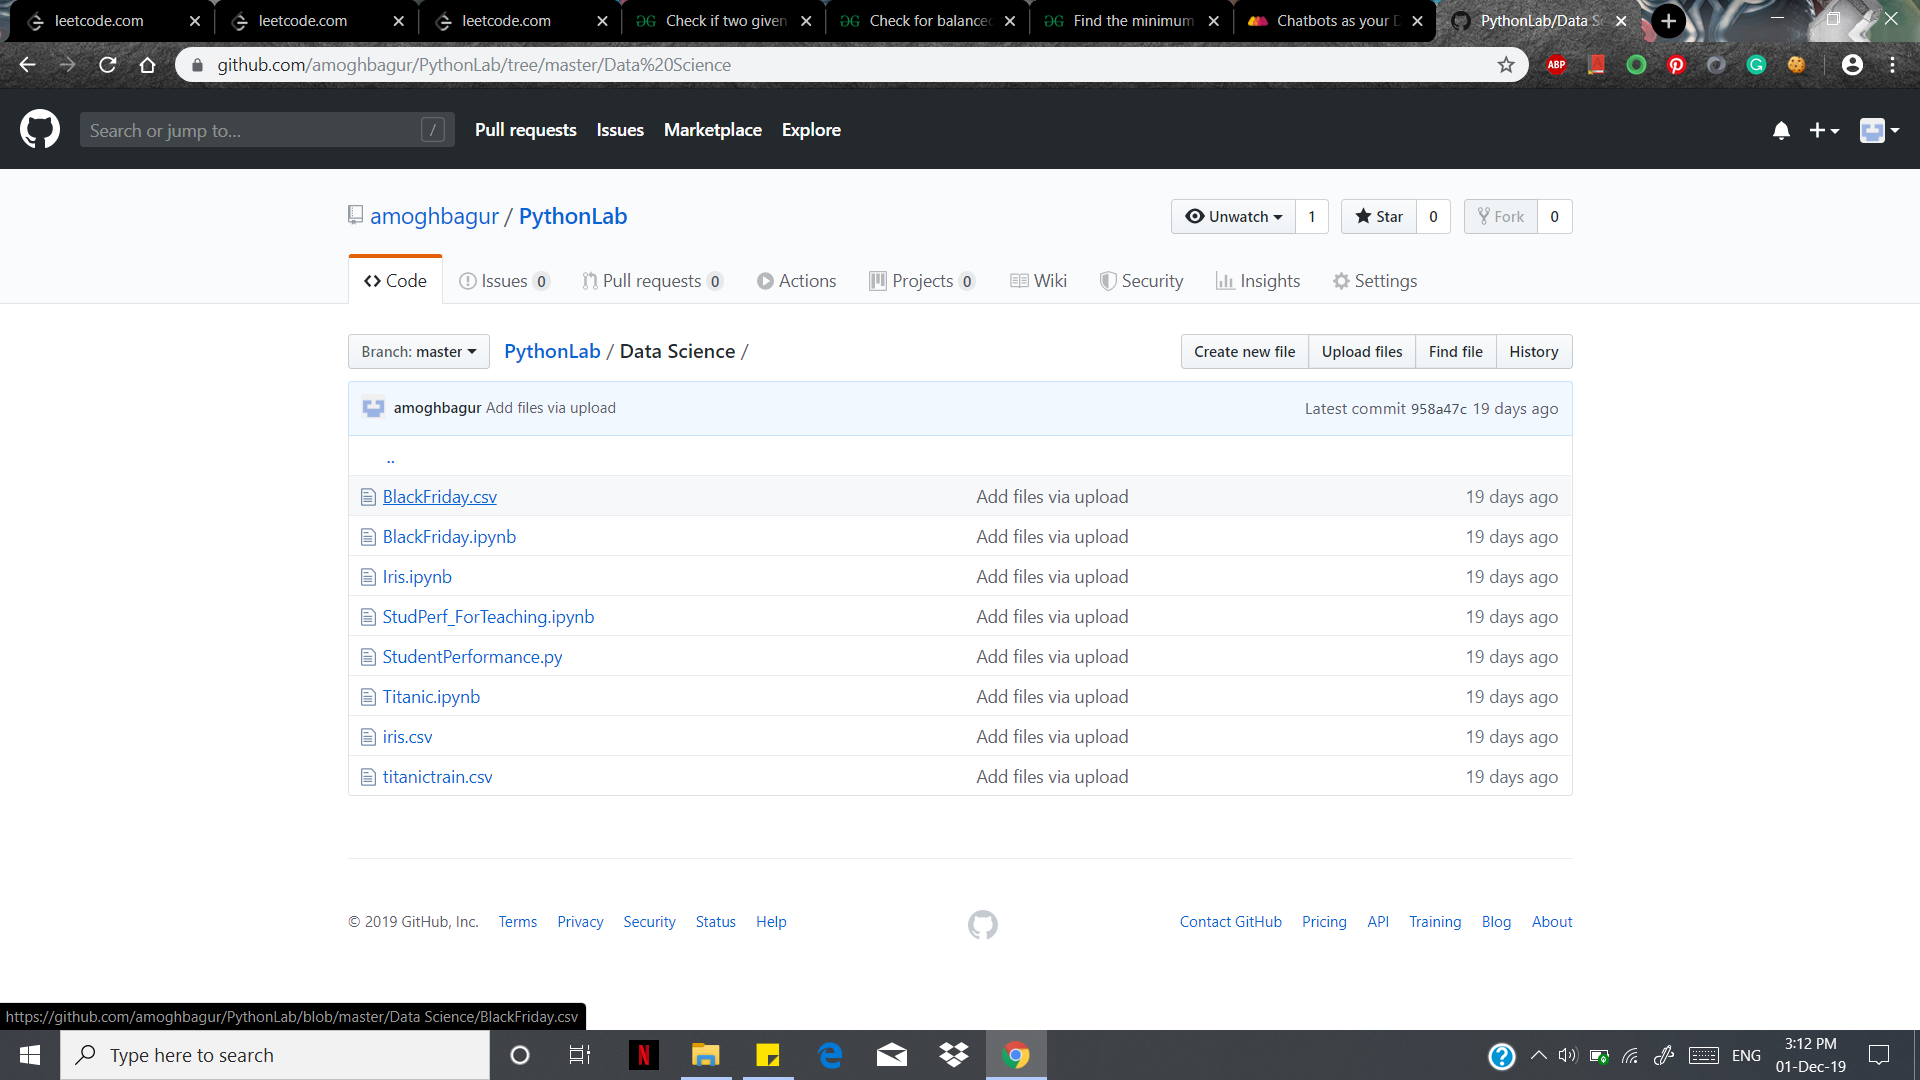 leetcode.com
leetcode.com
leetcode.com
Check if two given
Check for balanced
Find the minimum
Chatbots as your D
PythonLab/Data Sc
github.com/amoghbagur/PythonLab/tree/master/Data%20Science
ABP
Search or jump to...
/
Pull requests
Issues
Marketplace
Explore
amoghbagur / PythonLab
Unwatch 1
Star 0
Fork 0
Code
Issues 0
Pull requests 0
Actions
Projects 0
Wiki
Security
Insights
Settings
Branch: master
PythonLab / Data Science /
Create new file
Upload files
Find file
History
amoghbagur Add files via upload
Latest commit 958a47c 19 days ago
..
BlackFriday.csv Add files via upload 19 days ago
BlackFriday.ipynb Add files via upload 19 days ago
Iris.ipynb Add files via upload 19 days ago
StudPerf_ForTeaching.ipynb Add files via upload 19 days ago
StudentPerformance.py Add files via upload 19 days ago
Titanic.ipynb Add files via upload 19 days ago
iris.csv Add files via upload 19 days ago
titanictrain.csv Add files via upload 19 days ago
© 2019 GitHub, Inc. Terms Privacy Security Status Help
Contact GitHub Pricing API Training Blog About
https://github.com/amoghbagur/PythonLab/blob/master/Data Science/BlackFriday.csv
Type here to search
N
ENG
3:12 PM
01-Dec-19